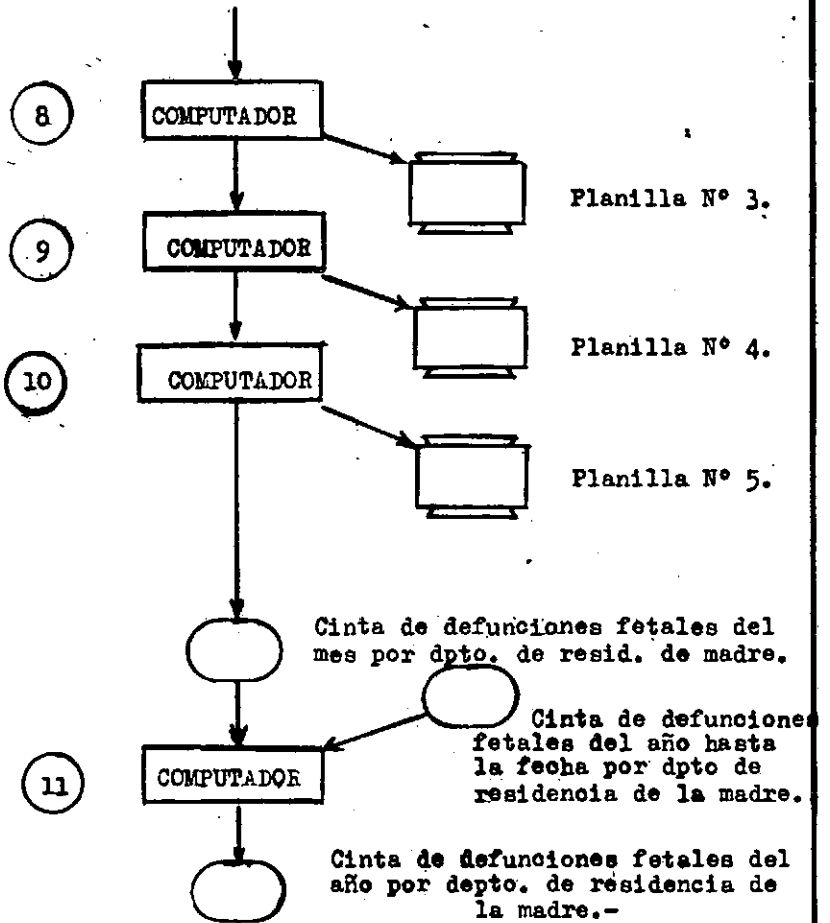 8
COMPUTADOR
Planilla Nº 3.
9
COMPUTADOR
Planilla Nº 4.
10
COMPUTADOR
Planilla Nº 5.
Cinta de defunciones fetales del
mes por dpto. de resid. de madre.
Cinta de defunciones
fetales del año hasta
la fecha por dpto de
residencia de la madre.
11
COMPUTADOR
Cinta de defunciones fetales del
año por depto. de residencia de
la madre.-